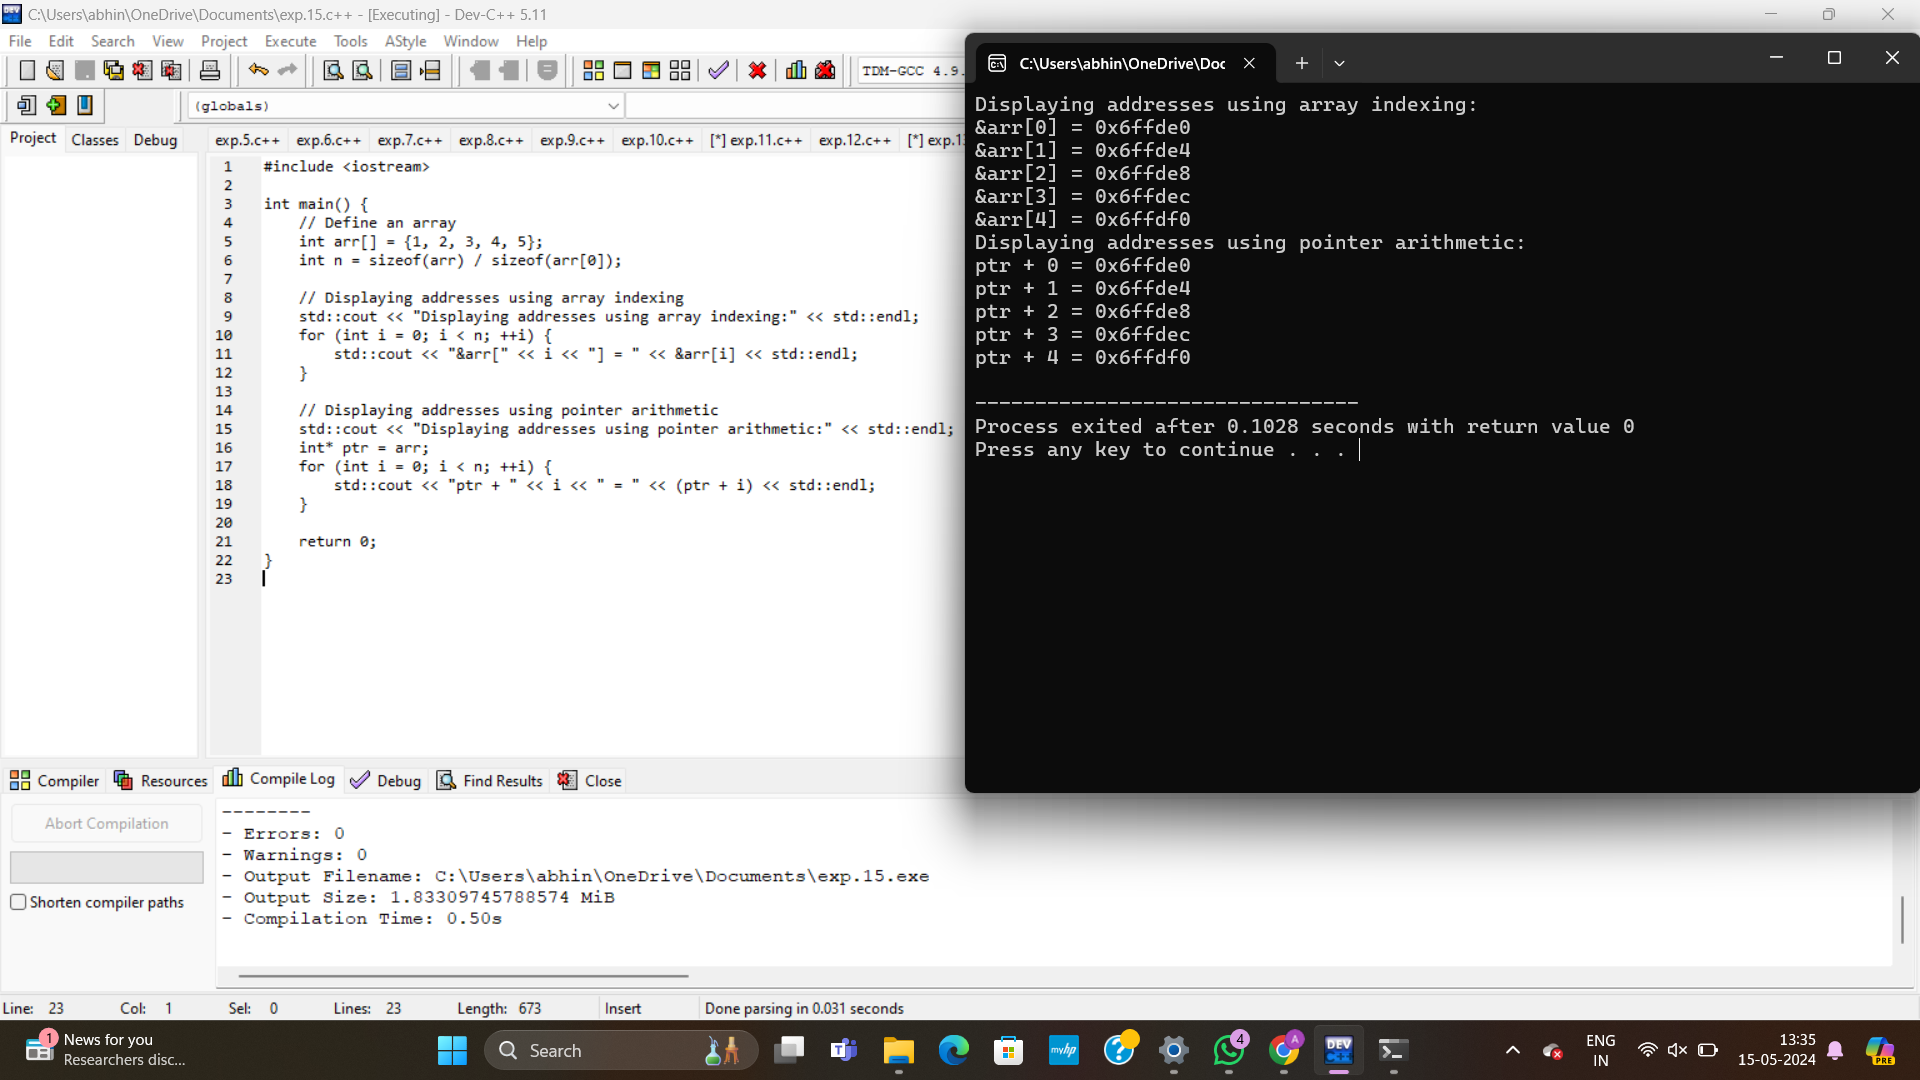 C:\Users\abhin\OneDrive\Documents\exp.15.c++ - [Executing] - Dev-C++ 5.11
File Edit Search View Project Execute Tools AStyle Window Help
TDM-GCC 4.9.
(globals)
Project Classes Debug
exp.5.c++ exp.6.c++ exp.7.c++ exp.8.c++ exp.9.c++ exp.10.c++ [*] exp.11.c++ exp.12.c++ [*] exp.1
1 #include <iostream>
2
3 int main() {
4     // Define an array
5     int arr[] = {1, 2, 3, 4, 5};
6     int n = sizeof(arr) / sizeof(arr[0]);
7
8     // Displaying addresses using array indexing
9     std::cout << "Displaying addresses using array indexing:" << std::endl;
10     for (int i = 0; i < n; ++i) {
11         std::cout << "&arr[" << i << "] = " << &arr[i] << std::endl;
12     }
13
14     // Displaying addresses using pointer arithmetic
15     std::cout << "Displaying addresses using pointer arithmetic:" << std::endl;
16     int* ptr = arr;
17     for (int i = 0; i < n; ++i) {
18         std::cout << "ptr + " << i << " = " << (ptr + i) << std::endl;
19     }
20
21     return 0;
22 }
23
C:\Users\abhin\OneDrive\Doc
Displaying addresses using array indexing:
&arr[0] = 0x6ffde0
&arr[1] = 0x6ffde4
&arr[2] = 0x6ffde8
&arr[3] = 0x6ffdec
&arr[4] = 0x6ffdf0
Displaying addresses using pointer arithmetic:
ptr + 0 = 0x6ffde0
ptr + 1 = 0x6ffde4
ptr + 2 = 0x6ffde8
ptr + 3 = 0x6ffdec
ptr + 4 = 0x6ffdf0
--------------------------------
Process exited after 0.1028 seconds with return value 0
Press any key to continue . . .
Compiler Resources Compile Log Debug Find Results Close
Abort Compilation
Shorten compiler paths
--------
- Errors: 0
- Warnings: 0
- Output Filename: C:\Users\abhin\OneDrive\Documents\exp.15.exe
- Output Size: 1.83309745788574 MiB
- Compilation Time: 0.50s
Line: 23 Col: 1 Sel: 0 Lines: 23 Length: 673 Insert Done parsing in 0.031 seconds
1
News for you
Researchers disc...
Search
myhp
4
A
DEV
ENG
IN
13:35
15-05-2024
PRE